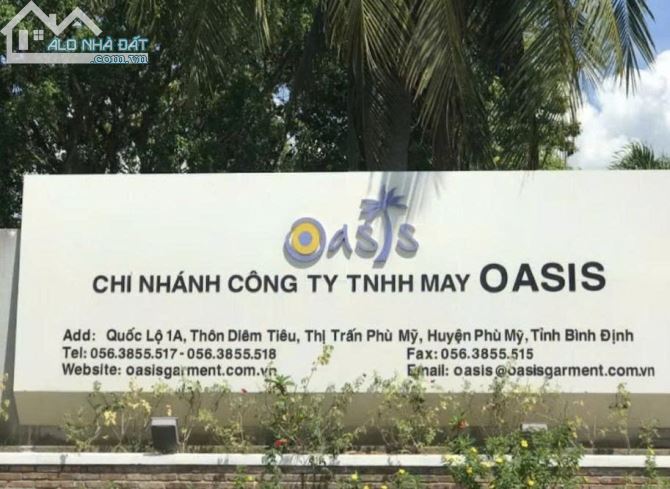 ALO NHÀ ĐẤT
.com.vn
Oasis
CHI NHÁNH CÔNG TY TNHH MAY OASIS
Add: Quốc Lộ 1A, Thôn Diêm Tiêu, Thị Trấn Phù Mỹ, Huyện Phù Mỹ, Tỉnh Bình Định
Tel: 056.3855.517 - 056.3855.518 Fax: 056.3855.515
Website: oasisgarment.com.vn Email: oasis@oasisgarment.com.vn